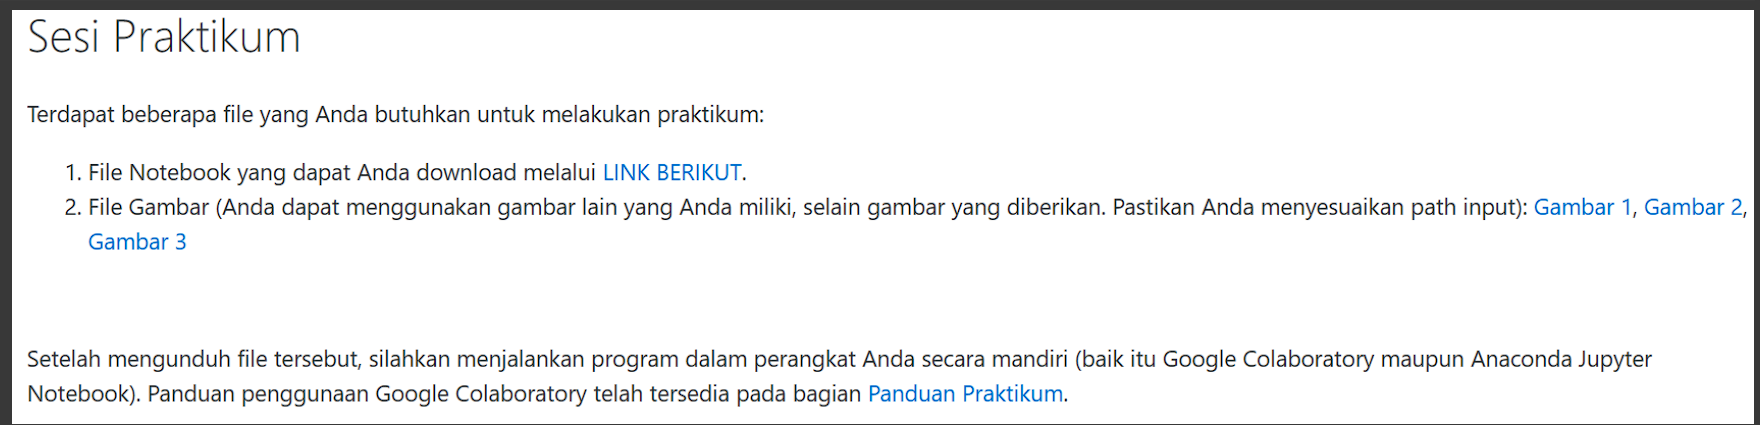 Sesi Praktikum
Terdapat beberapa file yang Anda butuhkan untuk melakukan praktikum:
1. File Notebook yang dapat Anda download melalui LINK BERIKUT.
2. File Gambar (Anda dapat menggunakan gambar lain yang Anda miliki, selain gambar yang diberikan. Pastikan Anda menyesuaikan path input): Gambar 1, Gambar 2,
Gambar 3
Setelah mengunduh file tersebut, silahkan menjalankan program dalam perangkat Anda secara mandiri (baik itu Google Colaboratory maupun Anaconda Jupyter
Notebook). Panduan penggunaan Google Colaboratory telah tersedia pada bagian Panduan Praktikum.